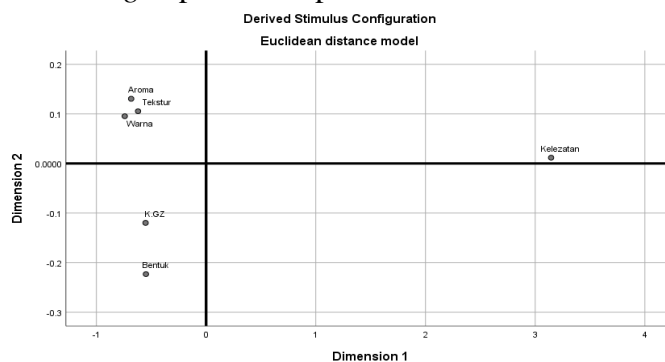 Derived Stimulus Configuration
Euclidean distance model
Dimension 2
0.2
0.1
0.0000
-0.1
-0.2
-0.3
Aroma
Tekstur
Warna
Kelezatan
K.GZ
Bentuk
-1
0
1
2
3
4
Dimension 1